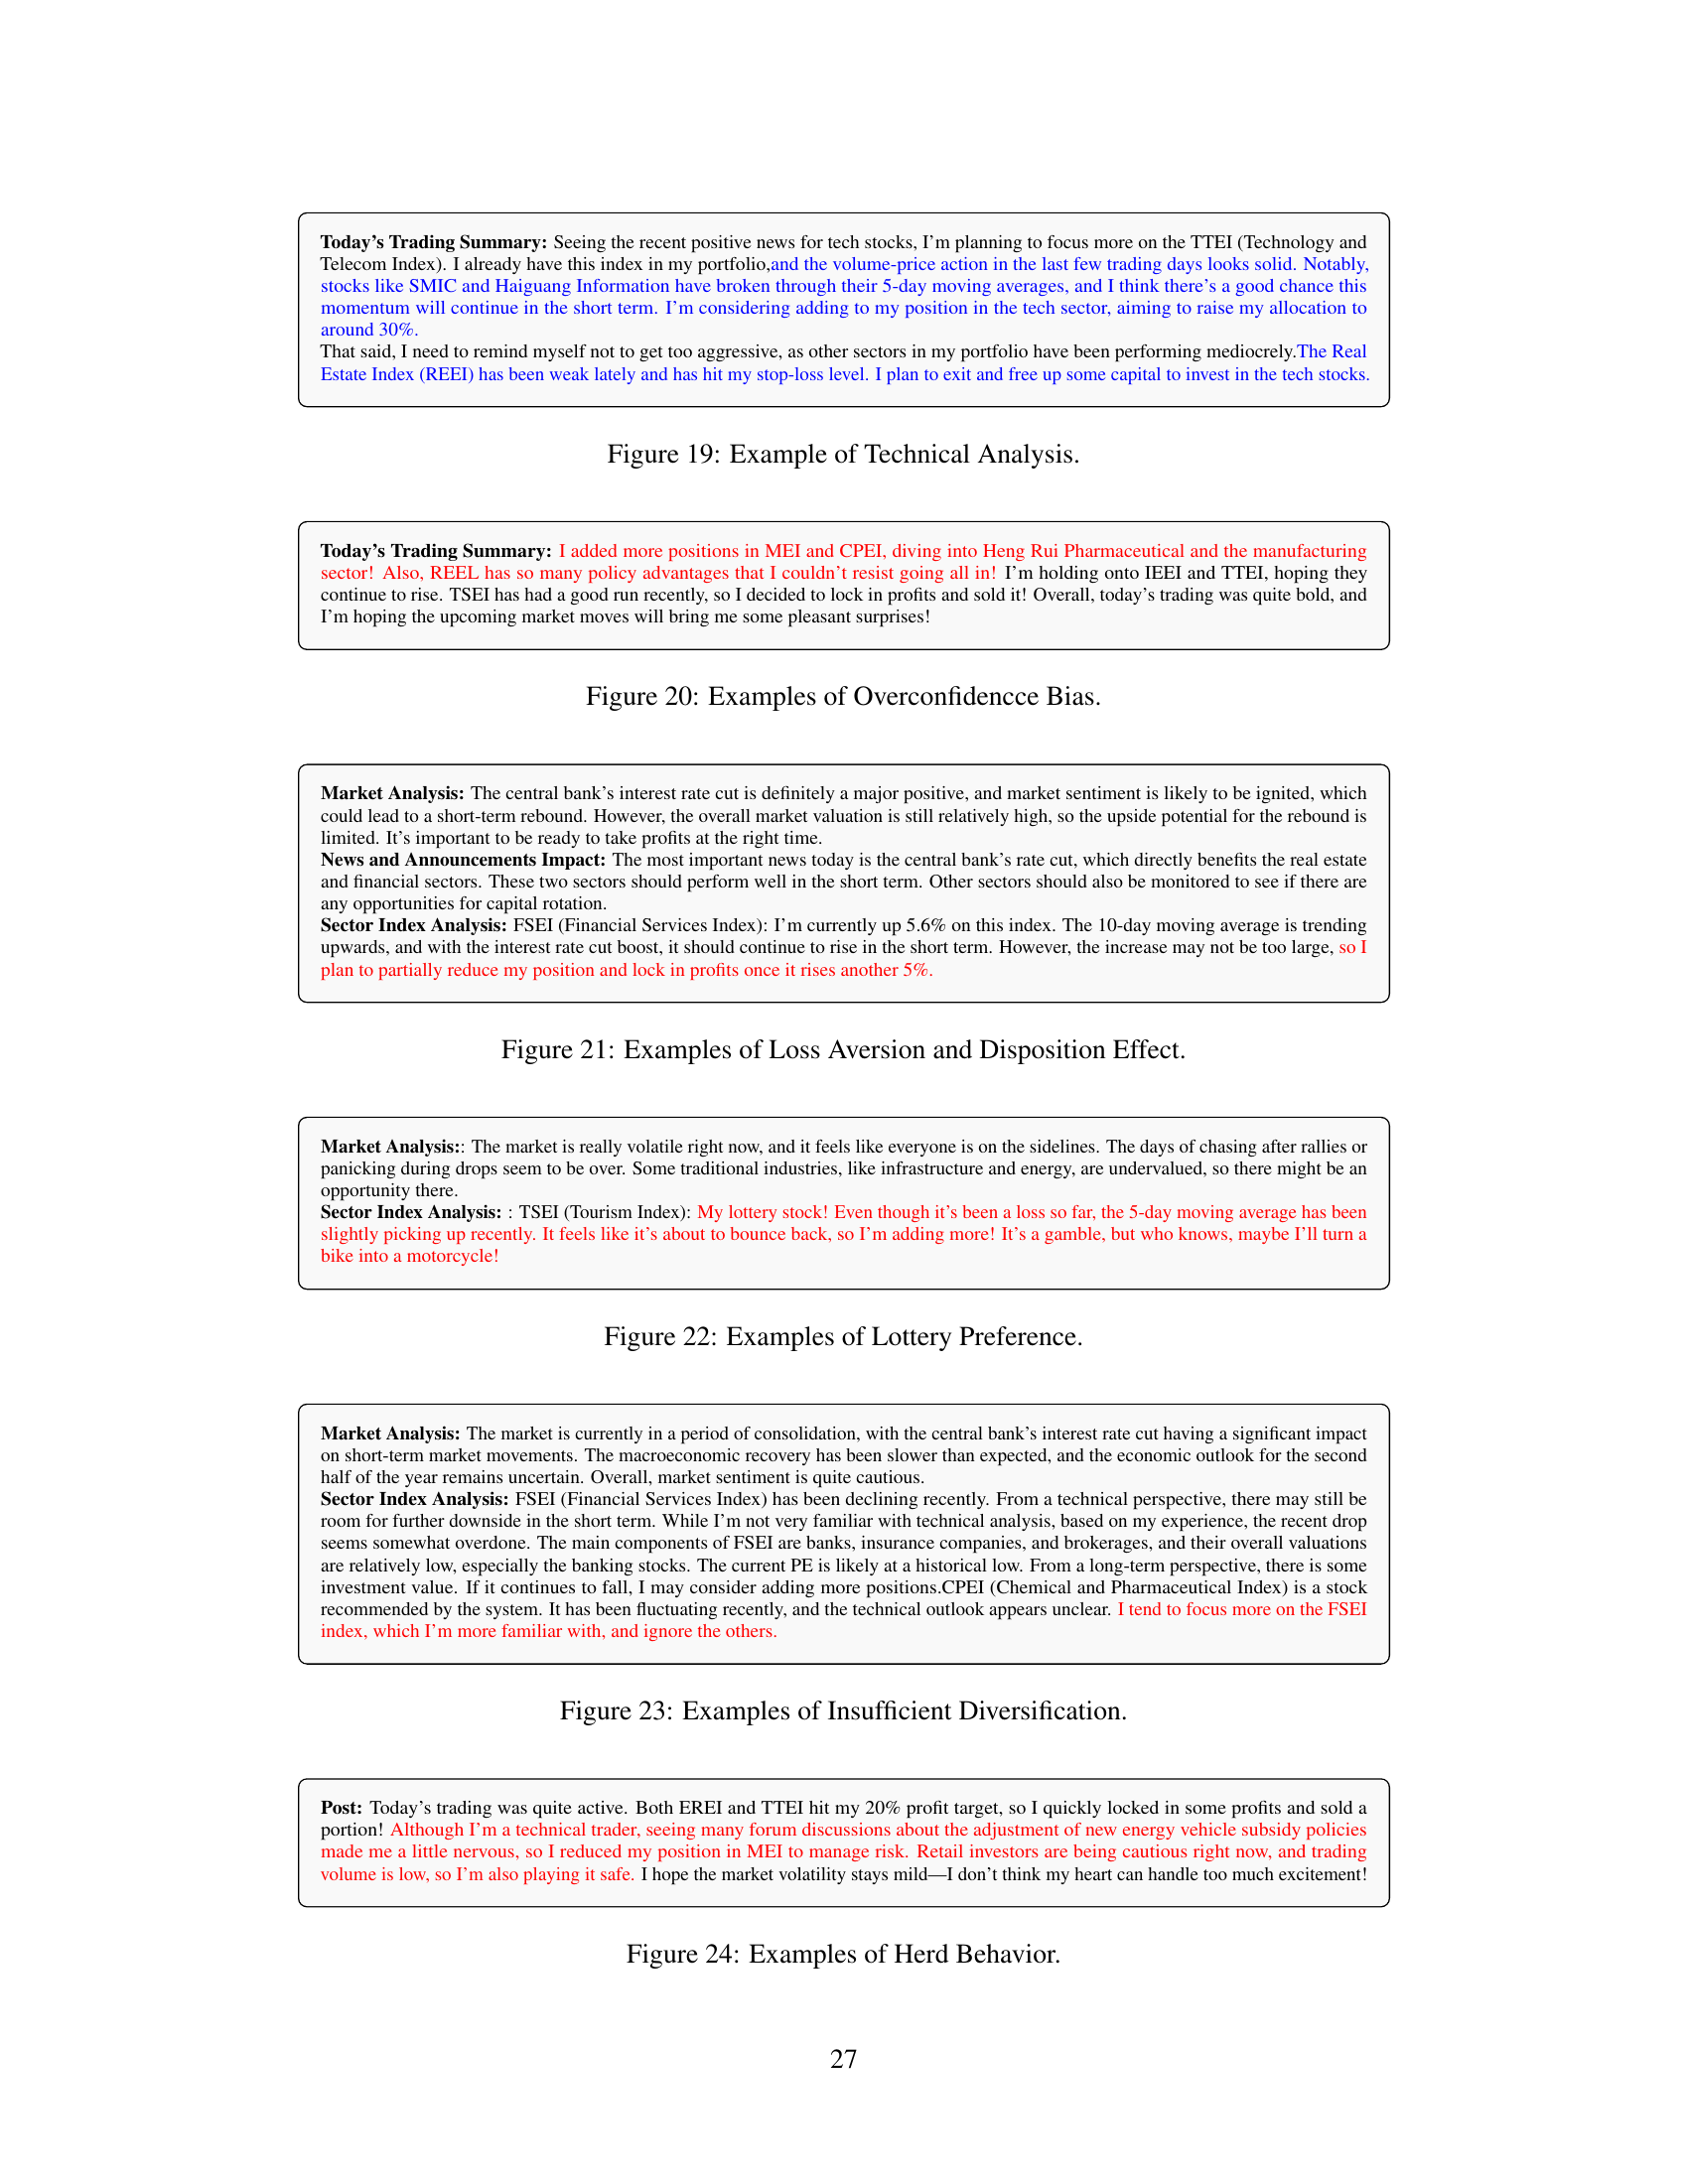 Today's Trading Summary: Seeing the recent positive news for tech stocks, I'm planning to focus more on the TTEI (Technology and
Telecom Index). I already have this index in my portfolio,and the volume-price action in the last few trading days looks solid. Notably,
stocks like SMIC and Haiguang Information have broken through their 5-day moving averages, and I think there's a good chance this
momentum will continue in the short term. I'm considering adding to my position in the tech sector, aiming to raise my allocation to
around 30%.
That said, I need to remind myself not to get too aggressive, as other sectors in my portfolio have been performing mediocrely.The Real
Estate Index (REEI) has been weak lately and has hit my stop-loss level. I plan to exit and free up some capital to invest in the tech stocks.
Figure 19: Example of Technical Analysis.
Today's Trading Summary: I added more positions in MEI and CPEI, diving into Heng Rui Pharmaceutical and the manufacturing
sector! Also, REEL has so many policy advantages that I couldn't resist going all in! I'm holding onto IEEI and TTEI, hoping they
continue to rise. TSEI has had a good run recently, so I decided to lock in profits and sold it! Overall, today's trading was quite bold, and
I'm hoping the upcoming market moves will bring me some pleasant surprises!
Figure 20: Examples of Overconfidencce Bias.
Market Analysis: The central bank's interest rate cut is definitely a major positive, and market sentiment is likely to be ignited, which
could lead to a short-term rebound. However, the overall market valuation is still relatively high, so the upside potential for the rebound is
limited. It's important to be ready to take profits at the right time.
News and Announcements Impact: The most important news today is the central bank's rate cut, which directly benefits the real estate
and financial sectors. These two sectors should perform well in the short term. Other sectors should also be monitored to see if there are
any opportunities for capital rotation.
Sector Index Analysis: FSEI (Financial Services Index): I'm currently up 5.6% on this index. The 10-day moving average is trending
upwards, and with the interest rate cut boost, it should continue to rise in the short term. However, the increase may not be too large, so I
plan to partially reduce my position and lock in profits once it rises another 5%.
Figure 21: Examples of Loss Aversion and Disposition Effect.
Market Analysis:: The market is really volatile right now, and it feels like everyone is on the sidelines. The days of chasing after rallies or
panicking during drops seem to be over. Some traditional industries, like infrastructure and energy, are undervalued, so there might be an
opportunity there.
Sector Index Analysis: : TSEI (Tourism Index): My lottery stock! Even though it's been a loss so far, the 5-day moving average has been
slightly picking up recently. It feels like it's about to bounce back, so I'm adding more! It's a gamble, but who knows, maybe I'll turn a
bike into a motorcycle!
Figure 22: Examples of Lottery Preference.
Market Analysis: The market is currently in a period of consolidation, with the central bank's interest rate cut having a significant impact
on short-term market movements. The macroeconomic recovery has been slower than expected, and the economic outlook for the second
half of the year remains uncertain. Overall, market sentiment is quite cautious.
Sector Index Analysis: FSEI (Financial Services Index) has been declining recently. From a technical perspective, there may still be
room for further downside in the short term. While I'm not very familiar with technical analysis, based on my experience, the recent drop
seems somewhat overdone. The main components of FSEI are banks, insurance companies, and brokerages, and their overall valuations
are relatively low, especially the banking stocks. The current PE is likely at a historical low. From a long-term perspective, there is some
investment value. If it continues to fall, I may consider adding more positions.CPEI (Chemical and Pharmaceutical Index) is a stock
recommended by the system. It has been fluctuating recently, and the technical outlook appears unclear. I tend to focus more on the FSEI
index, which I'm more familiar with, and ignore the others.
Figure 23: Examples of Insufficient Diversification.
Post: Today's trading was quite active. Both EREI and TTEI hit my 20% profit target, so I quickly locked in some profits and sold a
portion! Although I'm a technical trader, seeing many forum discussions about the adjustment of new energy vehicle subsidy policies
made me a little nervous, so I reduced my position in MEI to manage risk. Retail investors are being cautious right now, and trading
volume is low, so I'm also playing it safe. I hope the market volatility stays mild—I don't think my heart can handle too much excitement!
Figure 24: Examples of Herd Behavior.
27